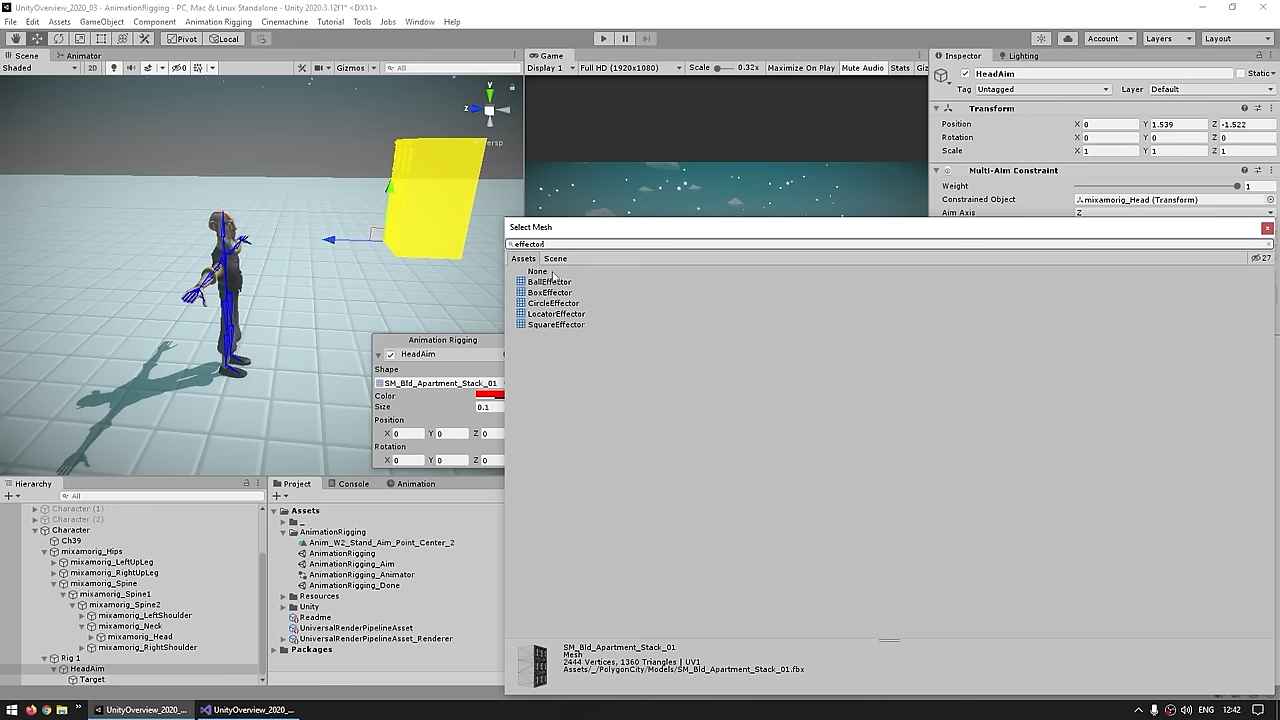 UnityOverview_2020_03 - AnimationRigging - PC, Mac & Linux Standalone - Unity 2020.3.12f1* <DX11>
File Edit Assets GameObject Component Animation Rigging Cinemachine Tutorial Tools Jobs Window Help
Pivot Local Account Layers Layout
Scene Animator
Shaded 2D 0 Gizmos All
y
z
Persp
Game
Display 1 Full HD (1920x1080) Scale 0.32x Maximize On Play Mute Audio Stats Giz
Inspector Lighting
HeadAim Static
Tag Untagged Layer Default
Transform
Position X 0 Y 1.539 Z -1.522
Rotation X 0 Y 0 Z 0
Scale X 1 Y 1 Z 1
Multi-Aim Constraint
Weight 1
Constrained Object mixamorig_Head (Transform)
Aim Axis Z
Select Mesh
effector
Assets Scene 27
None
BallEffector
BoxEffector
CircleEffector
LocatorEffector
SquareEffector
SM_Bld_Apartment_Stack_01
Mesh
2444 Vertices, 1360 Triangles | UV1
Assets/_/PolygonCity/Models/SM_Bld_Apartment_Stack_01.fbx
Animation Rigging
HeadAim
Shape
SM_Bld_Apartment_Stack_01
Color
Size 0.1
Position
X 0 Y 0 Z 0
Rotation
X 0 Y 0 Z 0
Hierarchy
All
Character (1)
Character (2)
Character
Ch39
mixamorig_Hips
mixamorig_LeftUpLeg
mixamorig_RightUpLeg
mixamorig_Spine
mixamorig_Spine1
mixamorig_Spine2
mixamorig_LeftShoulder
mixamorig_Neck
mixamorig_Head
mixamorig_RightShoulder
Rig 1
HeadAim
Target
Project Console Animation
Assets
_
AnimationRigging
Anim_W2_Stand_Aim_Point_Center_2
AnimationRigging
AnimationRigging_Aim
AnimationRigging_Animator
AnimationRigging_Done
Resources
Unity
Readme
UniversalRenderPipelineAsset
UniversalRenderPipelineAsset_Renderer
Packages
UnityOverview_2020_... UnityOverview_2020_... ENG 12:42